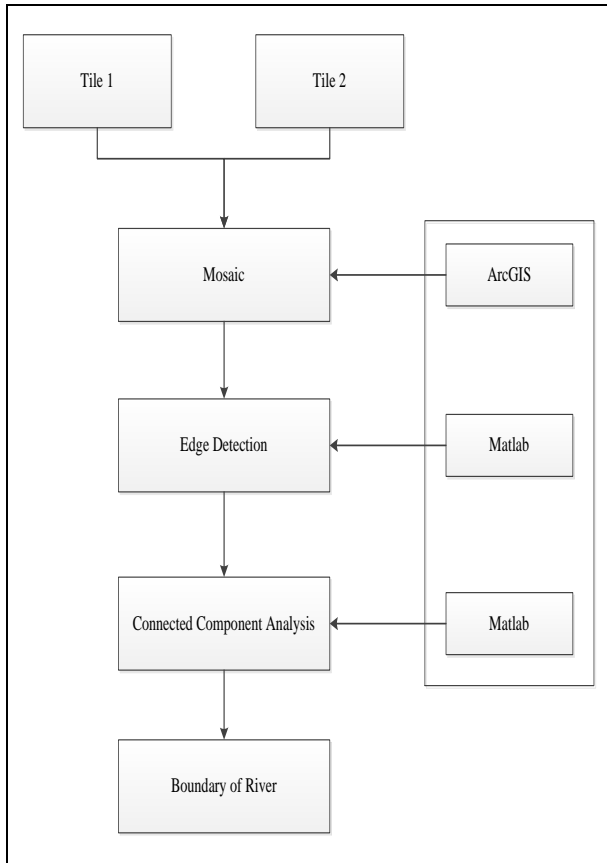 Tile 1
Tile 2
Mosaic
ArcGIS
Edge Detection
Matlab
Connected Component Analysis
Matlab
Boundary of River